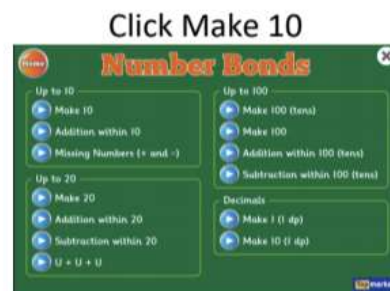 Click Make 10
Home
Number Bonds
X
Up to 10
Make 10
Addition within 10
Missing Numbers (+ and -)
Up to 20
Make 20
Addition within 20
Subtraction within 20
U + U + U
Up to 100
Make 100 (tens)
Make 100
Addition within 100 (tens)
Subtraction within 100 (tens)
Decimals
Make 1 (1 dp)
Make 10 (1 dp)